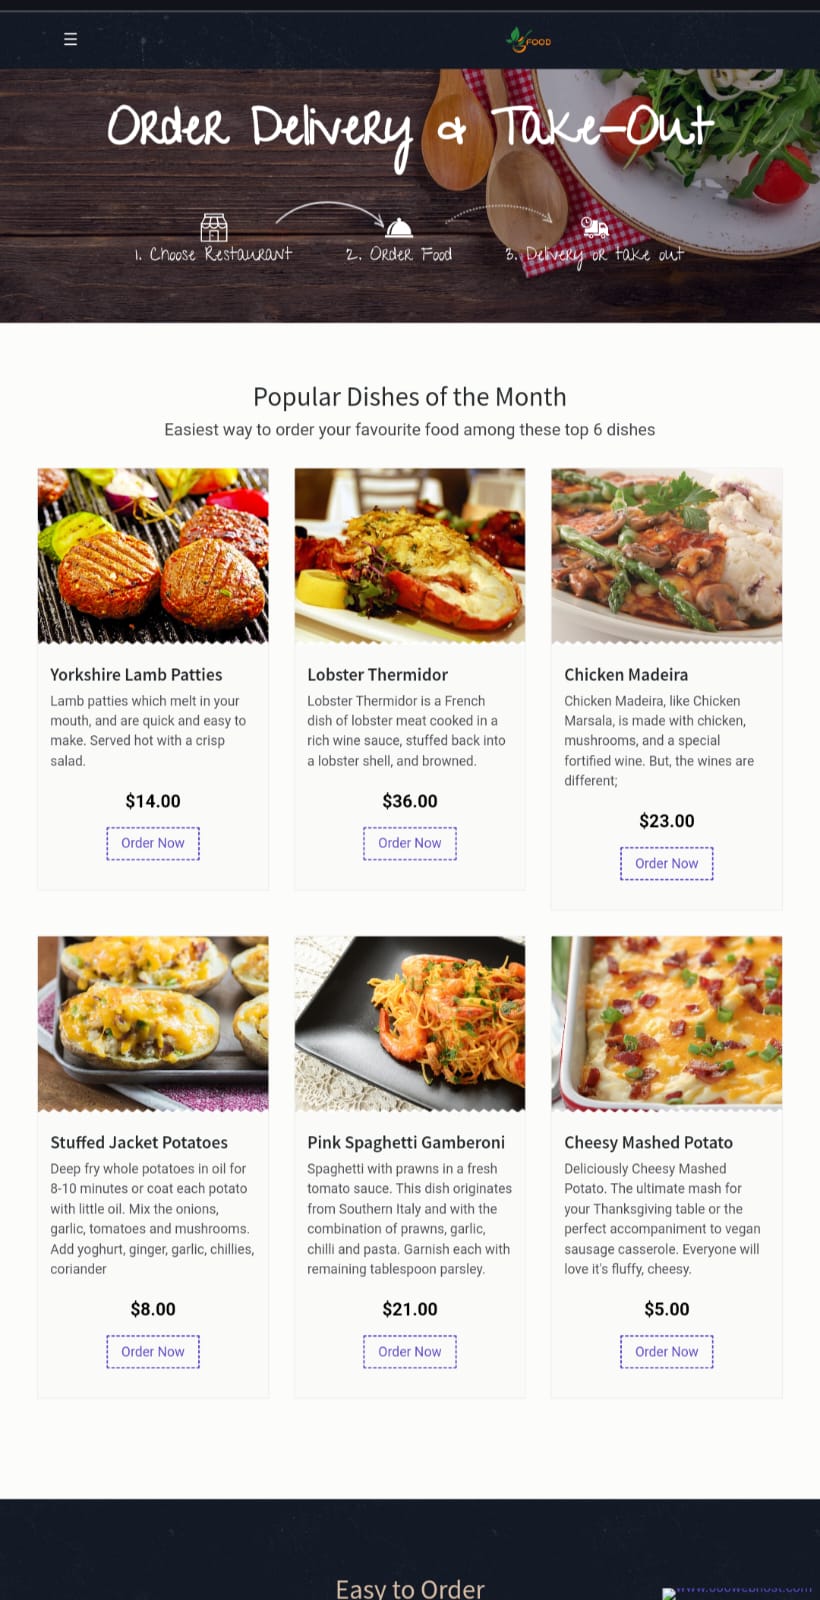 FOOD
Order Delivery & Take-Out
1. Choose Restaurant
2. Order Food
3. Delivery or take out
Popular Dishes of the Month
Easiest way to order your favourite food among these top 6 dishes
Yorkshire Lamb Patties
Lamb patties which melt in your
mouth, and are quick and easy to
make. Served hot with a crisp
salad.
$14.00
Order Now
Lobster Thermidor
Lobster Thermidor is a French
dish of lobster meat cooked in a
rich wine sauce, stuffed back into
a lobster shell, and browned.
$36.00
Order Now
Chicken Madeira
Chicken Madeira, like Chicken
Marsala, is made with chicken,
mushrooms, and a special
fortified wine. But, the wines are
different;
$23.00
Order Now
Stuffed Jacket Potatoes
Deep fry whole potatoes in oil for
8-10 minutes or coat each potato
with little oil. Mix the onions,
garlic, tomatoes and mushrooms.
Add yoghurt, ginger, garlic, chillies,
coriander
$8.00
Order Now
Pink Spaghetti Gamberoni
Spaghetti with prawns in a fresh
tomato sauce. This dish originates
from Southern Italy and with the
combination of prawns, garlic,
chilli and pasta. Garnish each with
remaining tablespoon parsley.
$21.00
Order Now
Cheesy Mashed Potato
Deliciously Cheesy Mashed
Potato. The ultimate mash for
your Thanksgiving table or the
perfect accompaniment to vegan
sausage casserole. Everyone will
love it's fluffy, cheesy.
$5.00
Order Now
Easy to Order